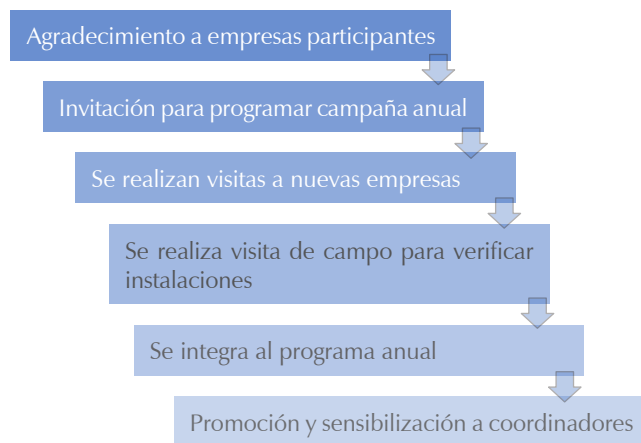 Agradecimiento a empresas participantes
Invitación para programar campaña anual
Se realizan visitas a nuevas empresas
Se realiza visita de campo para verificar
instalaciones
Se integra al programa anual
Promoción y sensibilización a coordinadores